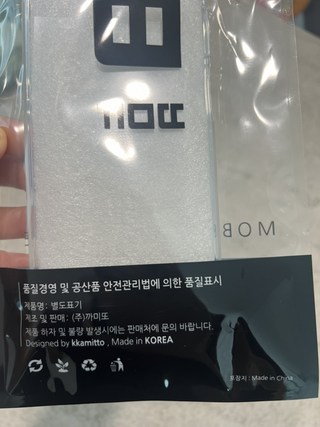 MOB
품질경영 및 공산품 안전관리법에 의한 품질표시
제품명: 별도표기
제조 및 판매: (주)까미또
제품 하자 및 불량 발생시에는 판매처에 문의 바랍니다.
Designed by kkamitto , Made in KOREA
포장지 : Made in China